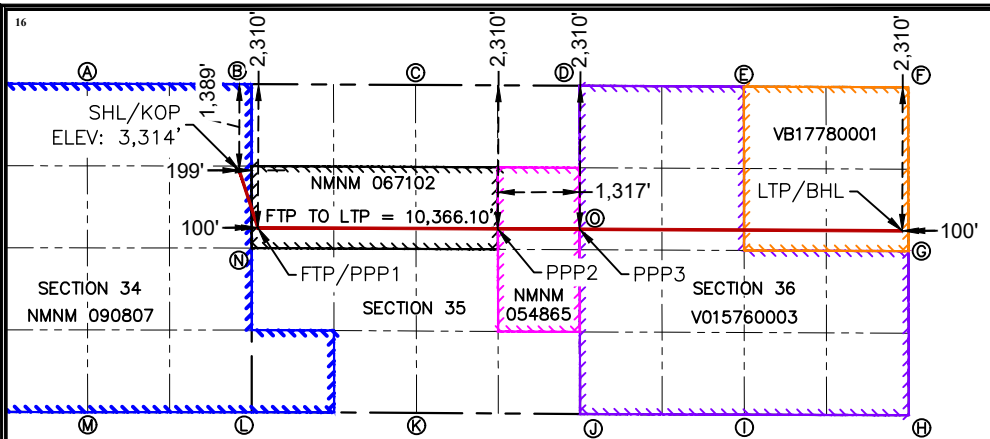 16
2,310' 2,310' 2,310' 2,310'
A B C D E F
1,389'
SHL/KOP
ELEV: 3,314'
VB17780001
199'
NMNM 067102
1,317'
LTP/BHL
FTP TO LTP = 10,366.10'
O
100' 100'
N G
FTP/PPP1
PPP2
PPP3
SECTION 34
NMNM 090807
SECTION 35
NMNM
054865
SECTION 36
V015760003
M L K J I H